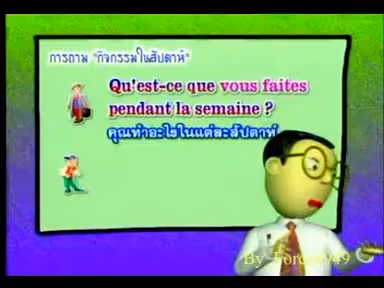 การถาม "กิจกรรมในสัปดาห์"
Qu'est-ce que vous faites
pendant la semaine ?
คุณทำอะไรในแต่ละสัปดาห์